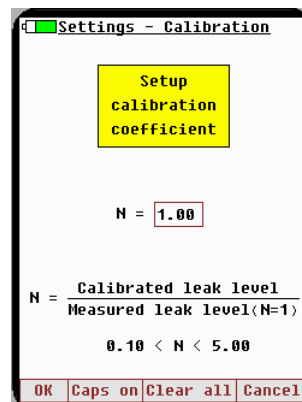 Settings - Calibration
Setup
calibration
coefficient
N = 1.00
N = Calibrated leak level
Measured leak level(N=1)
0.10 < N < 5.00
OK Caps on Clear all Cancel